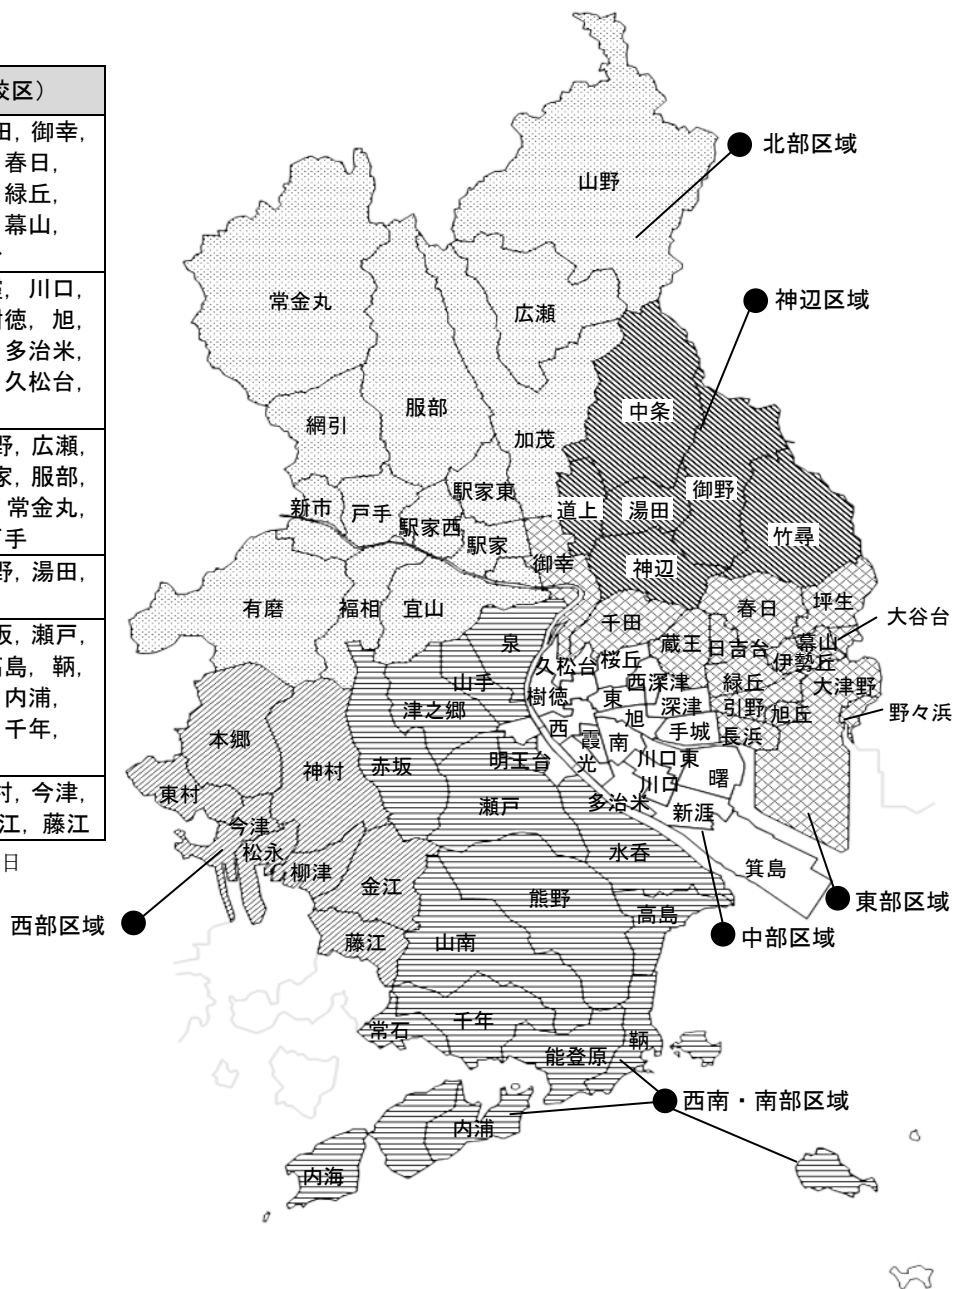 校区）
田，御幸，
春日，
緑丘，
幕山，
川口，
樹徳，旭，
多治米，
久松台，
野，広瀬，
家，服部，
常金丸，
戸手
野，湯田，
坂，瀬戸，
高島，鞆，
内浦，
千年，
村，今津，
江，藤江
日
北部区域
山野
神辺区域
常金丸
広瀬
中条
服部
網引
加茂
御野
駅家東
新市
戸手
道上
湯田
駅家西
竹尋
駅家
御幸
神辺
有磨
福相
宜山
春日
坪生
大谷台
千田
泉
蔵王
日吉台
幕山
伊勢丘
久松台
桜丘
西深津
山手
緑丘
大津野
樹徳
東
深津
引野
旭丘
野々浜
津之郷
西
旭
本郷
霞
南
手城
長浜
神村
赤坂
明王台
光
川口東
曙
東村
川口
瀬戸
多治米
新涯
今津
松永
水呑
箕島
柳津
金江
熊野
東部区域
高島
西部区域
中部区域
藤江
山南
常石
千年
鞆
能登原
西南・南部区域
内浦
内海